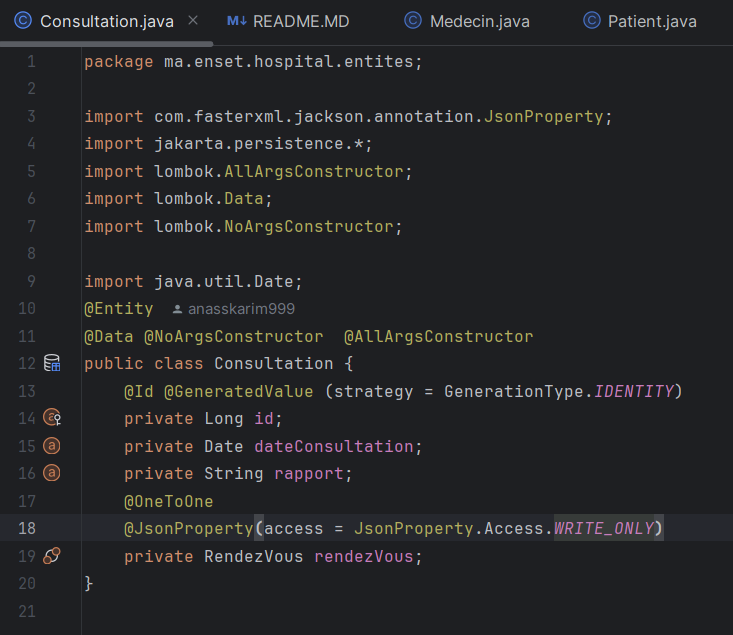 Consultation.java README.MD Medecin.java Patient.java
1 package ma.enset.hospital.entites;
2
3 import com.fasterxml.jackson.annotation.JsonProperty;
4 import jakarta.persistence.*;
5 import lombok.AllArgsConstructor;
6 import lombok.Data;
7 import lombok.NoArgsConstructor;
8
9 import java.util.Date;
10 @Entity anasskarim999
11 @Data @NoArgsConstructor @AllArgsConstructor
12 public class Consultation {
13 @Id @GeneratedValue (strategy = GenerationType.IDENTITY)
14 private Long id;
15 private Date dateConsultation;
16 private String rapport;
17 @OneToOne
18 @JsonProperty(access = JsonProperty.Access.WRITE_ONLY)
19 private RendezVous rendezVous;
20 }
21